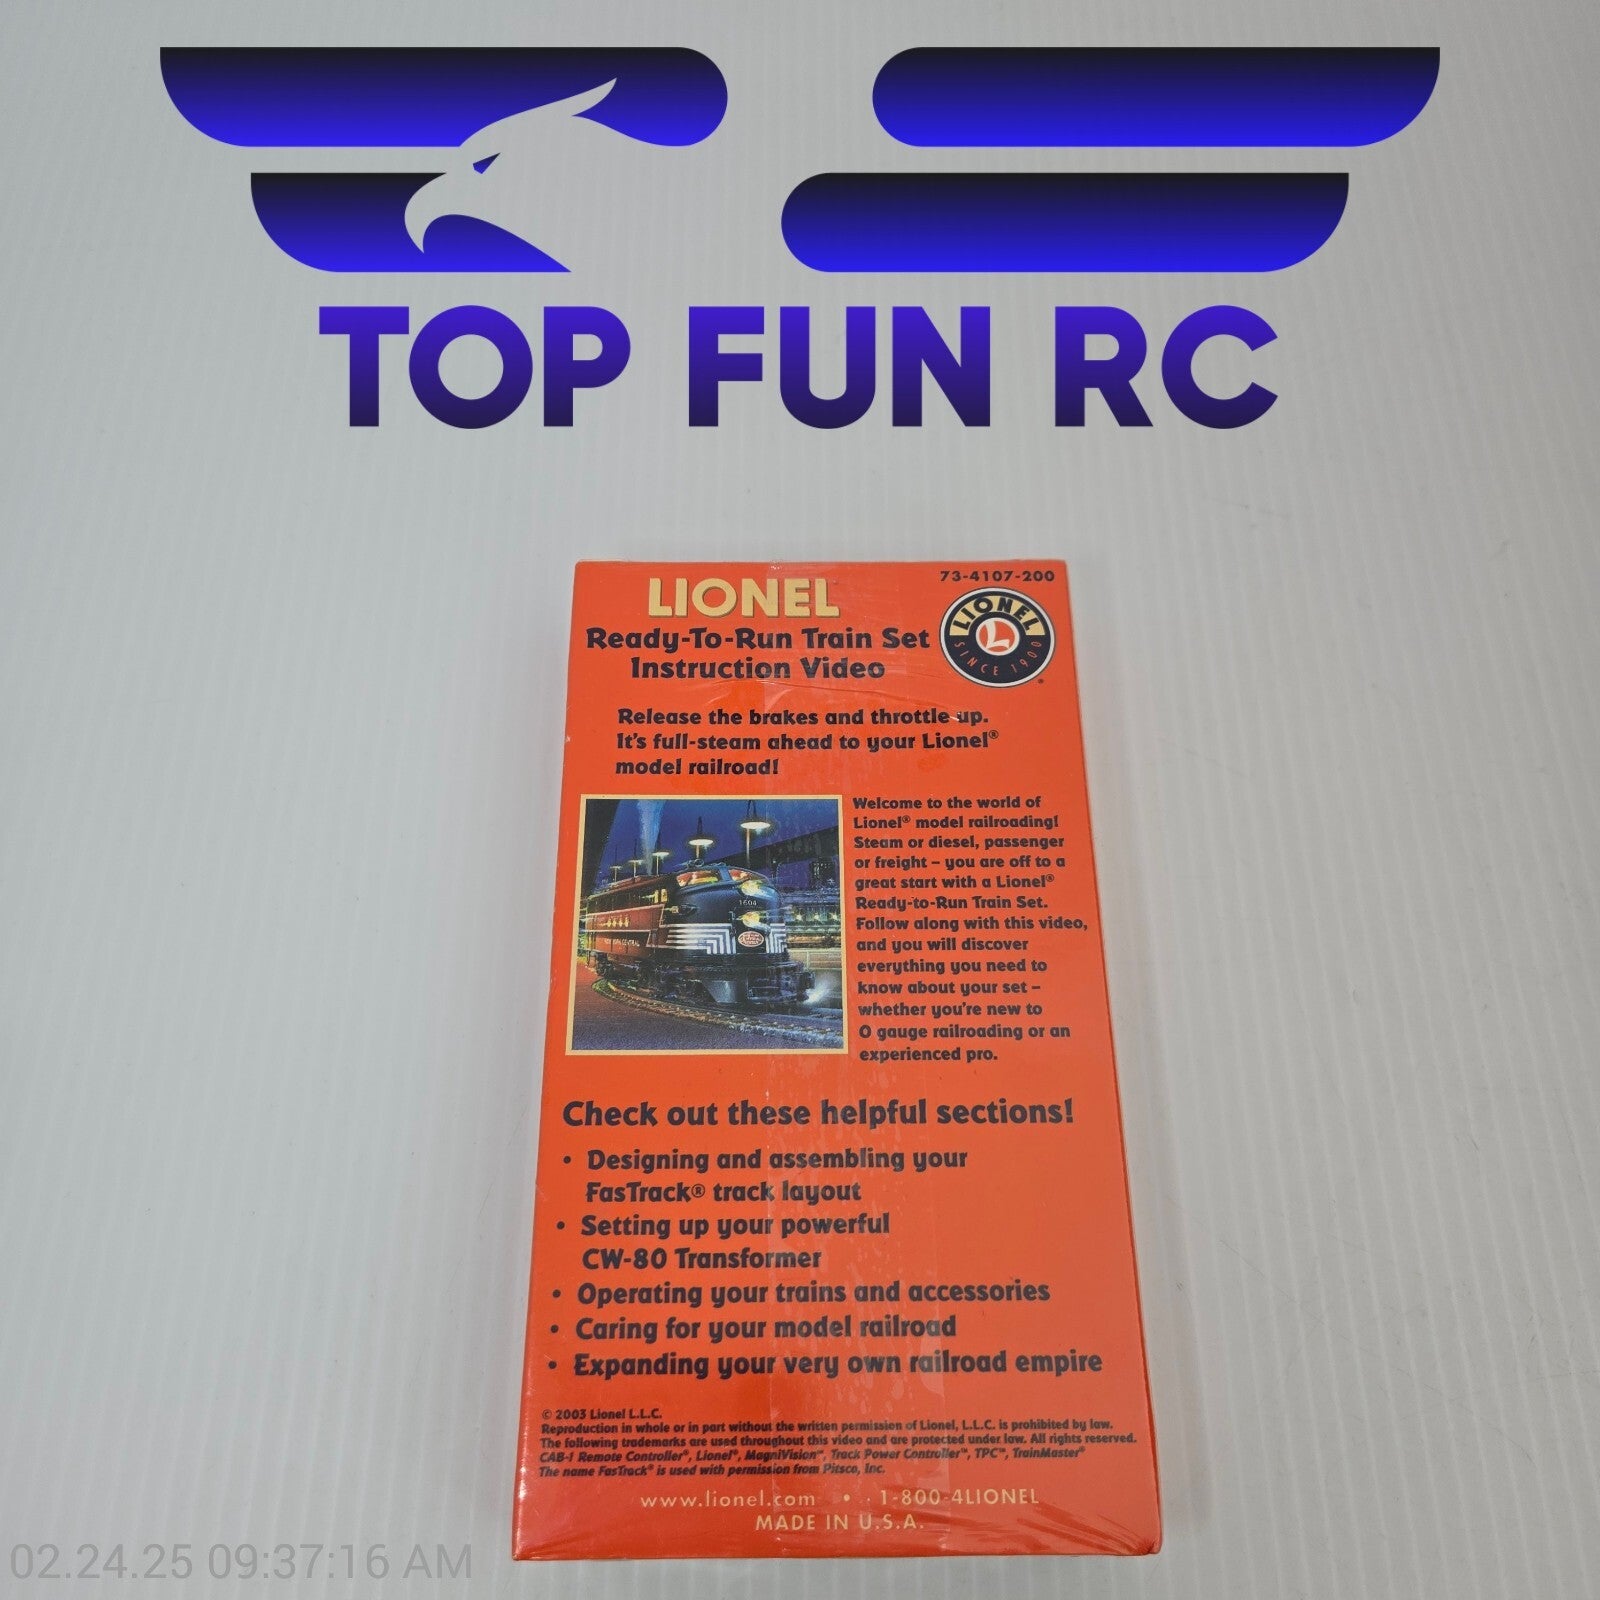 TOP FUN RC
73-4107-200
LIONEL
LIONEL
L
SINCE 1900
Ready-To-Run Train Set
Instruction Video
Release the brakes and throttle up.
It's full-steam ahead to your Lionel®
model railroad!
1604
NEW YORK CENTRAL
Welcome to the world of
Lionel® model railroading!
Steam or diesel, passenger
or freight – you are off to a
great start with a Lionel®
Ready-to-Run Train Set.
Follow along with this video,
and you will discover
everything you need to
know about your set –
whether you're new to
O gauge railroading or an
experienced pro.
Check out these helpful sections!
• Designing and assembling your
FasTrack® track layout
• Setting up your powerful
CW-80 Transformer
• Operating your trains and accessories
• Caring for your model railroad
• Expanding your very own railroad empire
© 2003 Lionel L.L.C.
Reproduction in whole or in part without the written permission of Lionel, L.L.C. is prohibited by law.
The following trademarks are used throughout this video and are protected under law. All rights reserved.
CAB-1 Remote Controller®, Lionel®, MagniVision™, Track Power Controller™, TPC™, TrainMaster®
The name FasTrack® is used with permission from Pitsco, Inc.
www.lionel.com • 1-800-4LIONEL
MADE IN U.S.A.
02.24.25 09:37:16 AM